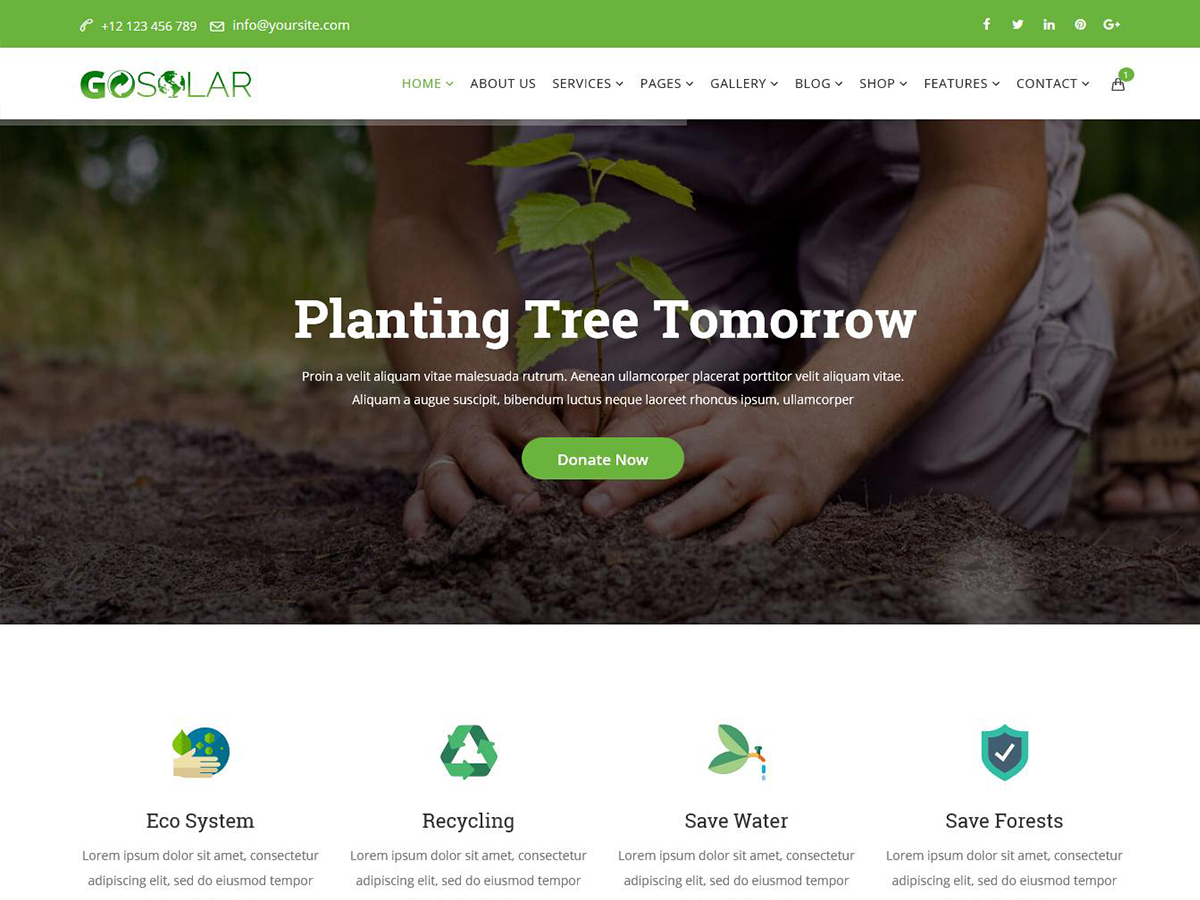 +12 123 456 789 info@yoursite.com
GOSOLAR
HOME ABOUT US SERVICES PAGES GALLERY BLOG SHOP FEATURES CONTACT 1
Planting Tree Tomorrow
Proin a velit aliquam vitae malesuada rutrum. Aenean ullamcorper placerat porttitor velit aliquam vitae.
Aliquam a augue suscipit, bibendum luctus neque laoreet rhoncus ipsum, ullamcorper
Donate Now
Eco System
Lorem ipsum dolor sit amet, consectetur
adipiscing elit, sed do eiusmod tempor
Recycling
Lorem ipsum dolor sit amet, consectetur
adipiscing elit, sed do eiusmod tempor
Save Water
Lorem ipsum dolor sit amet, consectetur
adipiscing elit, sed do eiusmod tempor
Save Forests
Lorem ipsum dolor sit amet, consectetur
adipiscing elit, sed do eiusmod tempor